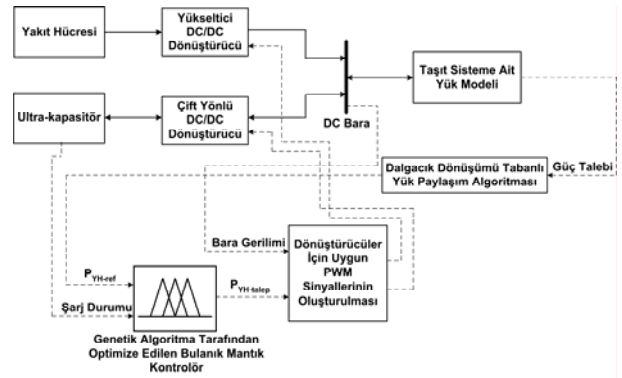 Yakıt Hücresi
Yükseltici
DC/DC
Dönüştürücü
Taşıt Sisteme Ait
Yük Modeli
Ultra-kapasitör
Çift Yönlü
DC/DC
Dönüştürücü
DC Bara
Dalgacık Dönüşümü Tabanlı
Yük Paylaşım Algoritması
Güç Talebi
Bara Gerilimi
Dönüştürücüler
İçin Uygun
PWM
Sinyallerinin
Oluşturulması
P YH-ref
P YH-talep
Şarj Durumu
Genetik Algoritma Tarafından
Optimize Edilen Bulanık Mantık
Kontrolör